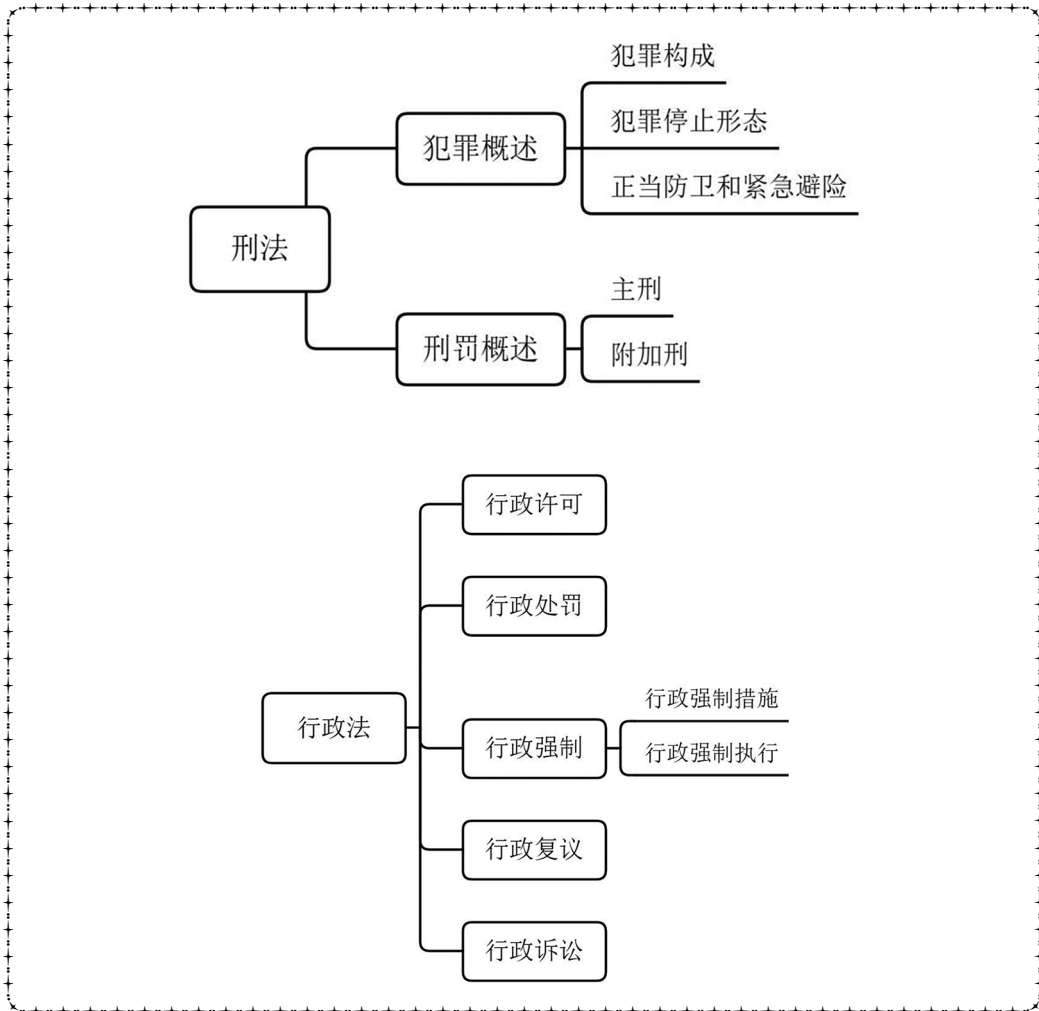 刑法
犯罪概述
犯罪构成
犯罪停止形态
正当防卫和紧急避险
刑罚概述
主刑
附加刑
行政法
行政许可
行政处罚
行政强制
行政强制措施
行政强制执行
行政复议
行政诉讼